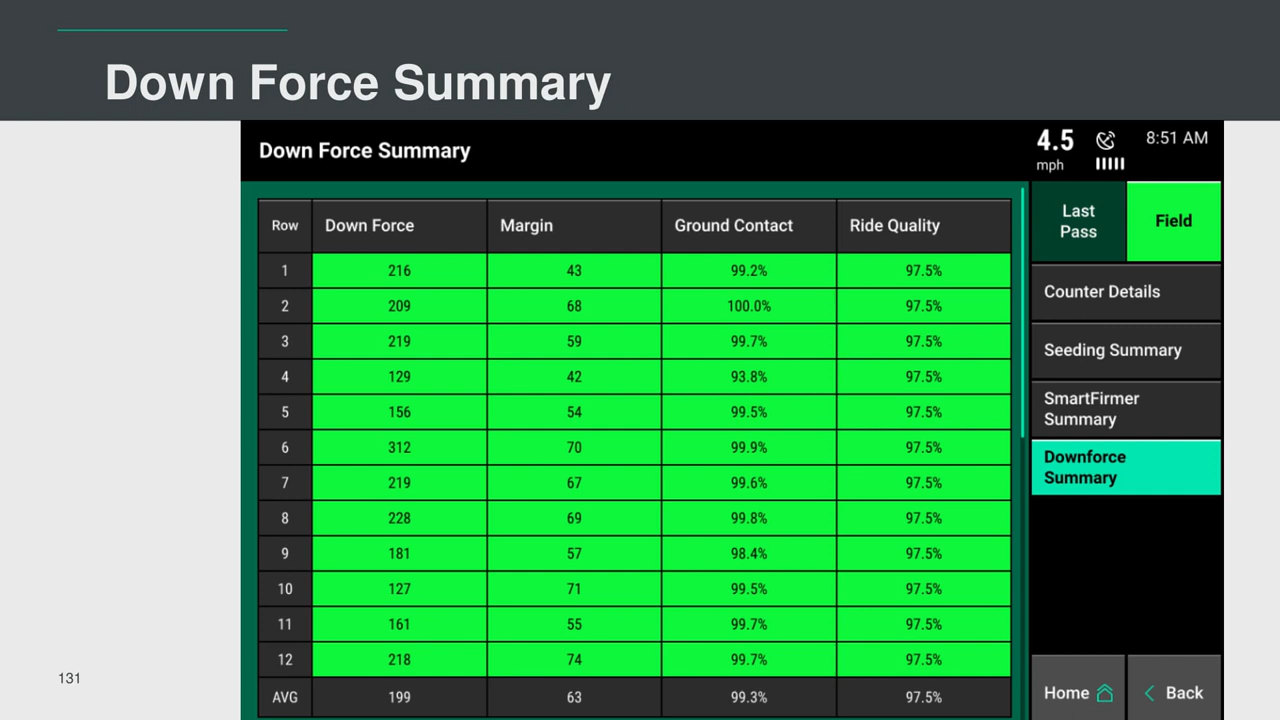 Down Force Summary
Down Force Summary
4.5
mph
8:51 AM
Row Down Force Margin Ground Contact Ride Quality
1 216 43 99.2% 97.5%
2 209 68 100.0% 97.5%
3 219 59 99.7% 97.5%
4 129 42 93.8% 97.5%
5 156 54 99.5% 97.5%
6 312 70 99.9% 97.5%
7 219 67 99.6% 97.5%
8 228 69 99.8% 97.5%
9 181 57 98.4% 97.5%
10 127 71 99.5% 97.5%
11 161 55 99.7% 97.5%
12 218 74 99.7% 97.5%
AVG 199 63 99.3% 97.5%
Last
Pass
Field
Counter Details
Seeding Summary
SmartFirmer
Summary
Downforce
Summary
Home
Back
131